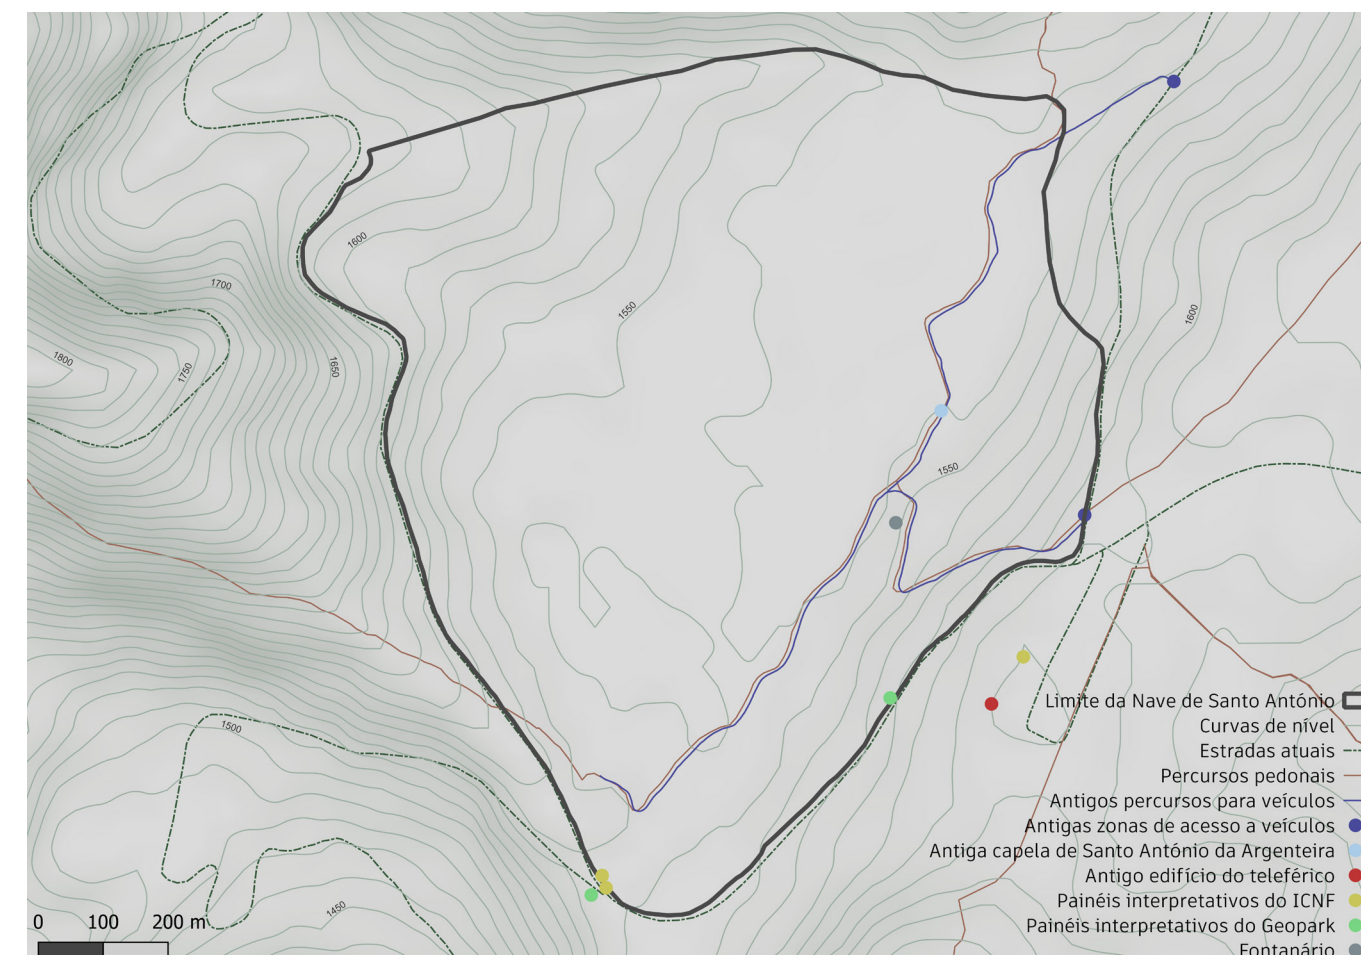 1600
1700
1550
1600
1800
1750
1650
1550
Limite da Nave de Santo António
Curvas de nível
1500
Estradas atuais
Percursos pedonais
Antigos percursos para veículos
Antigas zonas de acesso a veículos
Antiga capela de Santo António da Argenteira
Antigo edifício do teleférico
Painéis interpretativos do ICNF
1450
0 100 200 m
Painéis interpretativos do Geopark
Fontanário